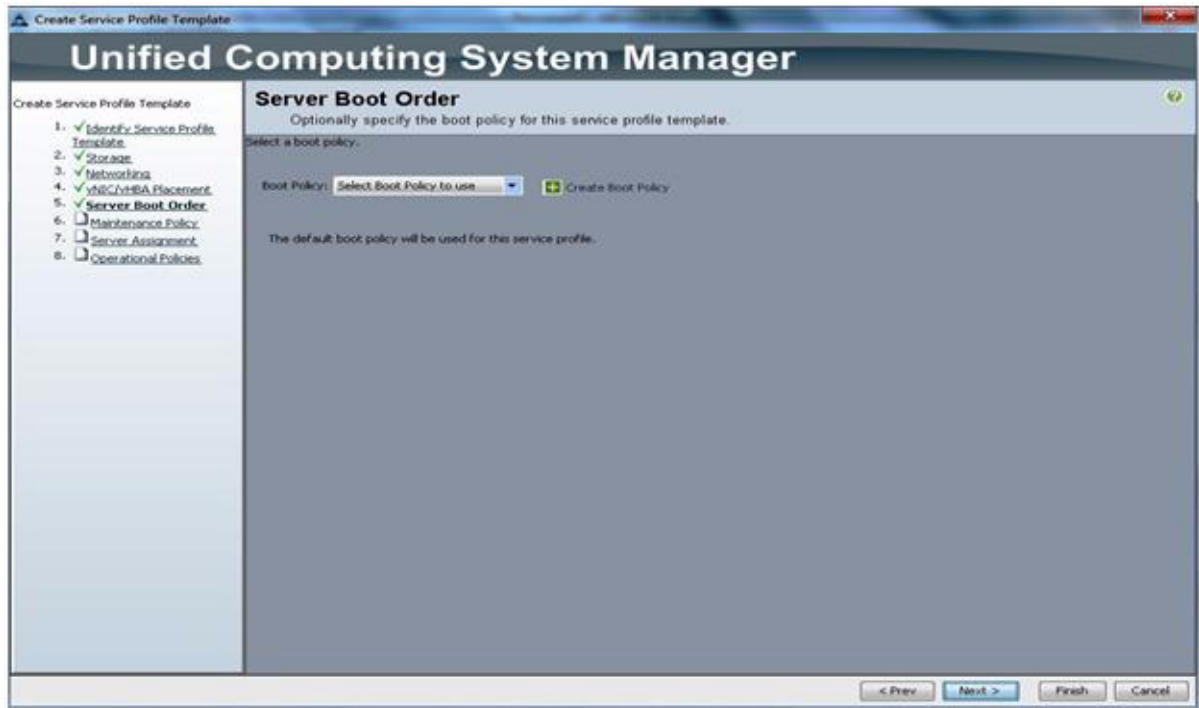 Create Service Profile Template
Unified Computing System Manager
Create Service Profile Template
1. Identify Service Profile
Template
2. Storage
3. Networking
4. vNIC/vHBA Placement
5. Server Boot Order
6. Maintenance Policy
7. Server Assignment
8. Operational Policies
Server Boot Order
Optionally specify the boot policy for this service profile template.
Select a boot policy.
Boot Policy: Select Boot Policy to use
Create Boot Policy
The default boot policy will be used for this service profile.
< Prev
Next >
Finish
Cancel